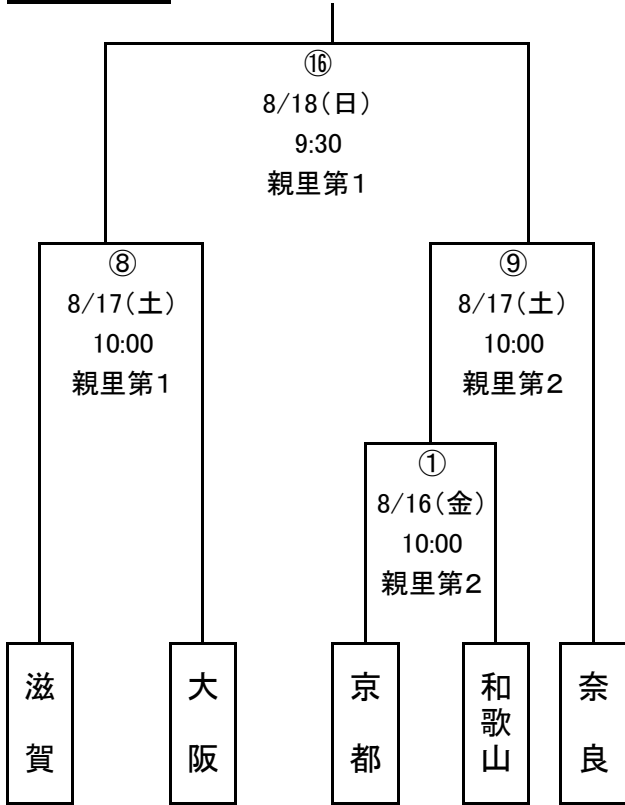 ⑯
8/18(日)
9:30
親里第1
⑧
8/17(土)
10:00
親里第1
⑨
8/17(土)
10:00
親里第2
①
8/16(金)
10:00
親里第2
滋賀
大阪
京都
和歌山
奈良